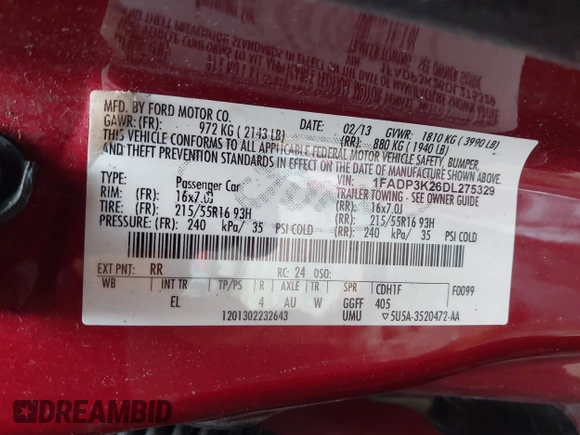 MFD. BY FORD MOTOR CO.
DATE: 02/13 GVWR: 1810 KG (3990 LB)
GAWR: (FR): 972 KG (2143 LB) (RR): 880 KG (1940 LB)
THIS VEHICLE CONFORMS TO ALL APPLICABLE FEDERAL MOTOR VEHICLE SAFETY, BUMPER,
AND THEFT PREVENTION STANDARDS IN EFFECT ON THE DATE OF MANUFACTURE SHOWN ABOVE.
VIN: 1FADP3K26DL275329
TYPE: Passenger Car TRAILER TOWING - SEE OWNER GUIDE
RIM: (FR): 16x7.0J (RR): 16x7.0J
TIRE: (FR): 215/55R16 93H (RR): 215/55R16 93H
PRESSURE: (FR): 240 kPa/ 35 PSI COLD (RR): 240 kPa/ 35 PSI COLD
EXT PNT: RR RC: 24 DSO: F0099
WB INT TR TP/PS R AXLE TR SPR CDH1F
EL 4 AU W GGFF 405
1201302232643 UMU ▽5U5A-3520472-AA
DREAMBID